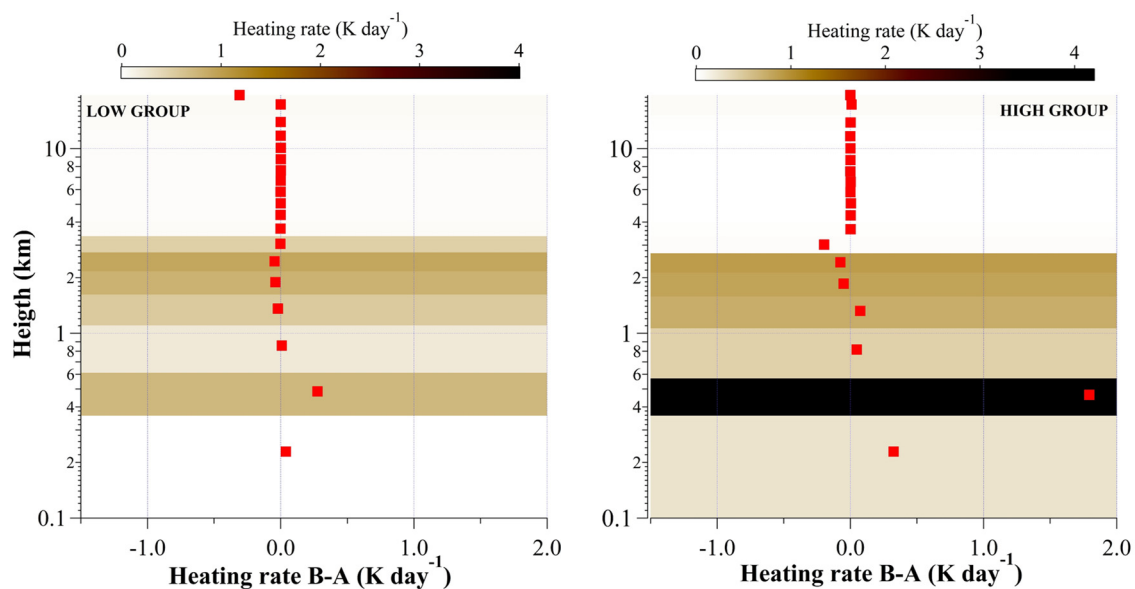 Heating rate (K day-1)
0 1 2 3 4
LOW GROUP
10
8
6
4
2
1
8
6
4
2
0.1
Heigth (km)
-1.0 0.0 1.0 2.0
Heating rate B-A (K day-1)
Heating rate (K day-1)
0 1 2 3 4
HIGH GROUP
10
8
6
4
2
1
8
6
4
2
0.1
-1.0 0.0 1.0 2.0
Heating rate B-A (K day-1)